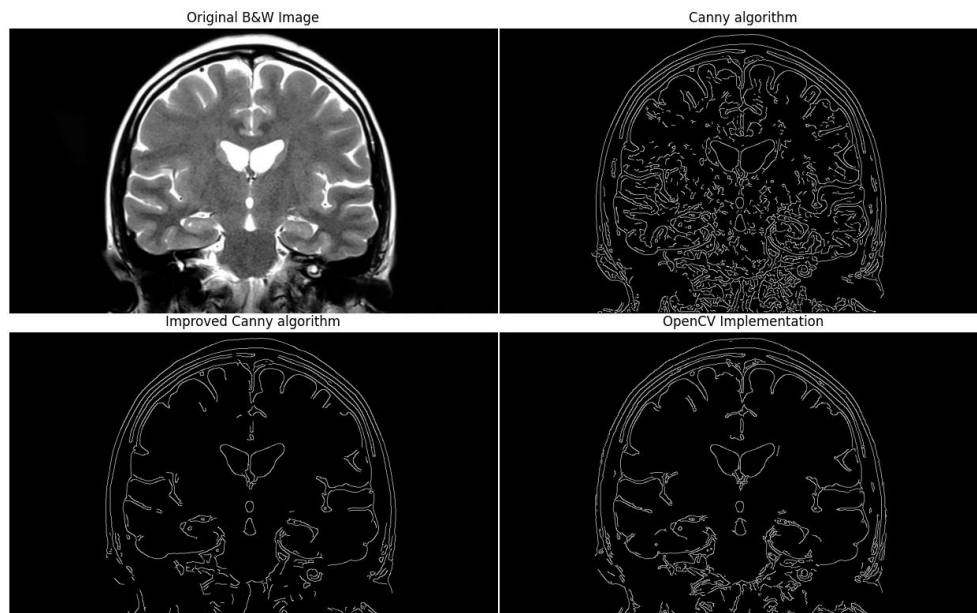 Original B&W Image
Canny algorithm
Improved Canny algorithm
OpenCV Implementation